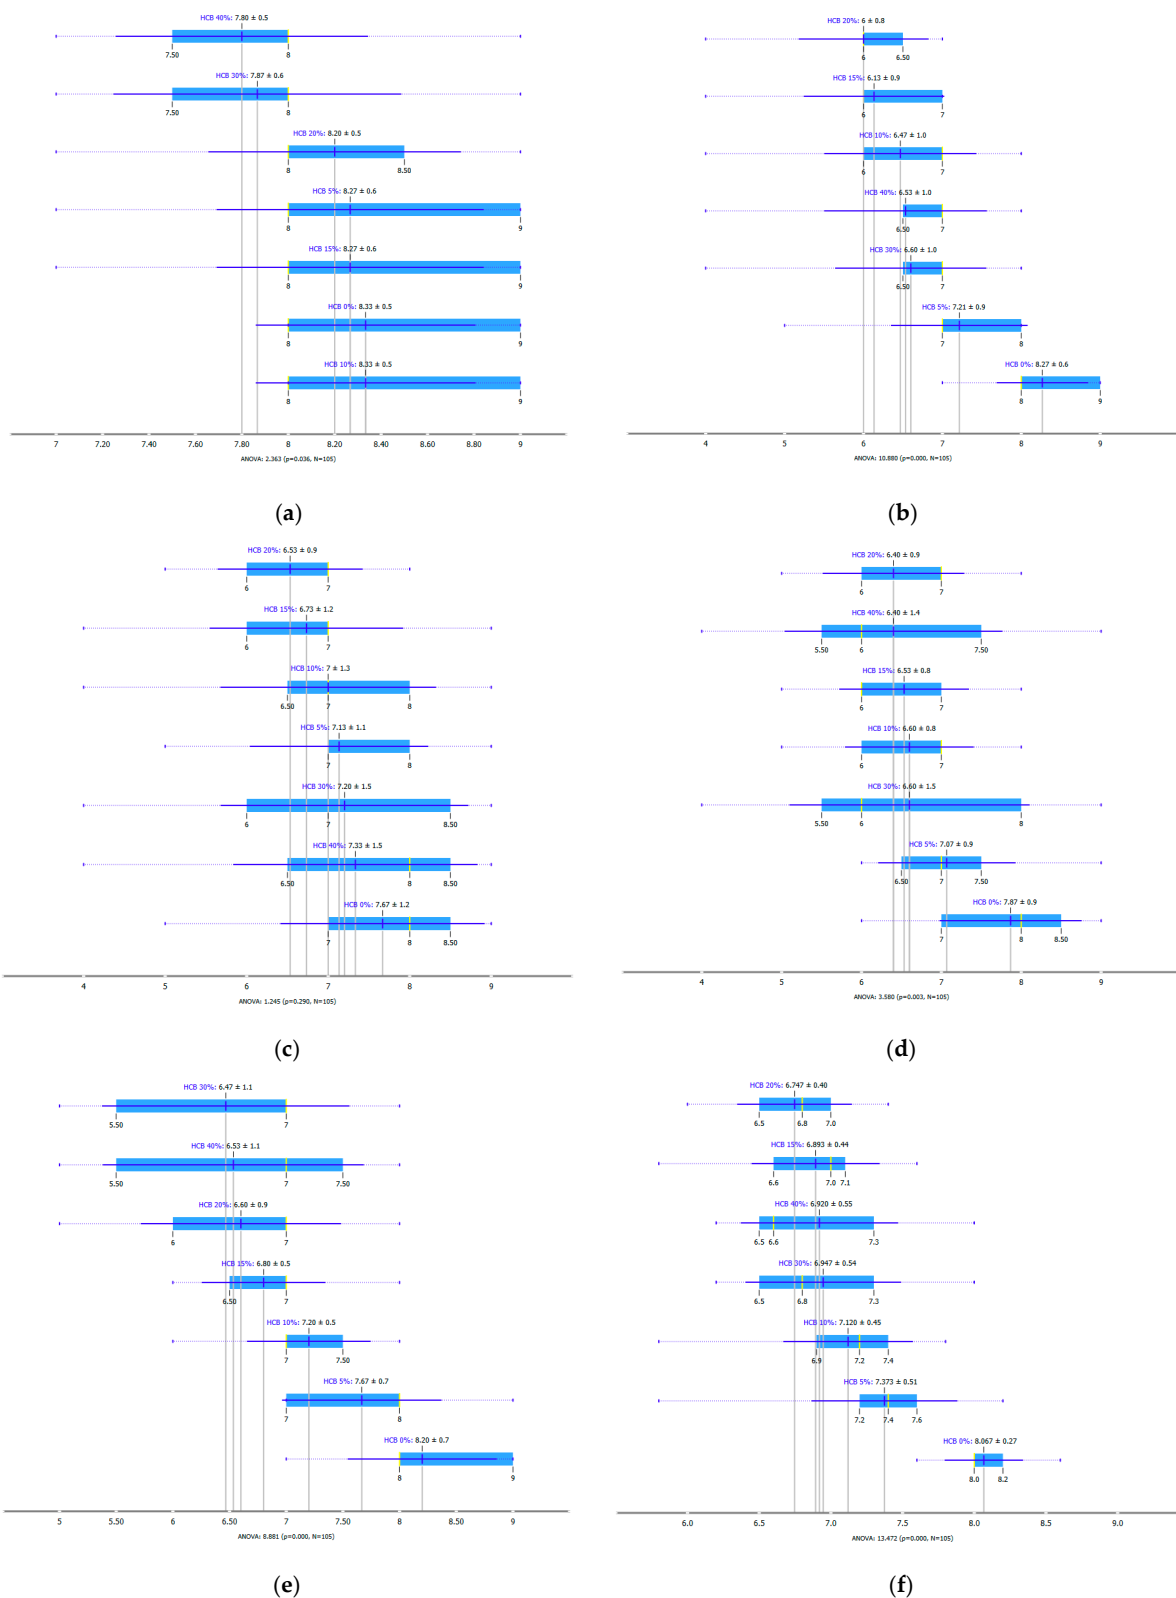 HCB 40%: 7.80 ± 0.5
7.50 8
HCB 30%: 7.87 ± 0.6
7.50 8
HCB 20%: 8.20 ± 0.5
8 8.50
HCB 5%: 8.27 ± 0.6
8 9
HCB 15%: 8.27 ± 0.6
8 9
HCB 0%: 8.33 ± 0.5
8 9
HCB 10%: 8.33 ± 0.5
8 9
7 7.20 7.40 7.60 7.80 8 8.20 8.40 8.60 8.80 9
ANOVA: 2.363 (p=0.036, N=105)
(a)
HCB 20%: 6 ± 0.8
6 6.50
HCB 15%: 6.13 ± 0.9
6 7
HCB 10%: 6.47 ± 1.0
6 7
HCB 40%: 6.53 ± 1.0
6.50 7
HCB 30%: 6.60 ± 1.0
6.50 7
HCB 5%: 7.21 ± 0.9
7 8
HCB 0%: 8.27 ± 0.6
8 9
4 5 6 7 8 9
ANOVA: 10.880 (p=0.000, N=105)
(b)
HCB 20%: 6.53 ± 0.9
6 7
HCB 15%: 6.73 ± 1.2
6 7
HCB 10%: 7 ± 1.3
6.50 7 8
HCB 5%: 7.13 ± 1.1
7 8
HCB 30%: 7.20 ± 1.5
6 7 8.50
HCB 40%: 7.33 ± 1.5
6.50 8 8.50
HCB 0%: 7.67 ± 1.2
7 8 8.50
4 5 6 7 8 9
ANOVA: 1.245 (p=0.290, N=105)
(c)
HCB 20%: 6.40 ± 0.9
6 7
HCB 40%: 6.40 ± 1.4
5.50 6 7.50
HCB 15%: 6.53 ± 0.8
6 7
HCB 10%: 6.60 ± 0.8
6 7
HCB 30%: 6.60 ± 1.5
5.50 6 8
HCB 5%: 7.07 ± 0.9
6.50 7 7.50
HCB 0%: 7.87 ± 0.9
7 8 8.50
4 5 6 7 8 9
ANOVA: 3.580 (p=0.003, N=105)
(d)
HCB 30%: 6.47 ± 1.1
5.50 7
HCB 40%: 6.53 ± 1.1
5.50 7 7.50
HCB 20%: 6.60 ± 0.9
6 7
HCB 15%: 6.80 ± 0.5
6.50 7
HCB 10%: 7.20 ± 0.5
7 7.50
HCB 5%: 7.67 ± 0.7
7 8
HCB 0%: 8.20 ± 0.7
8 9
5 5.50 6 6.50 7 7.50 8 8.50 9
ANOVA: 8.881 (p=0.000, N=105)
(e)
HCB 20%: 6.747 ± 0.40
6.5 6.8 7.0
HCB 15%: 6.893 ± 0.44
6.6 7.0 7.1
HCB 40%: 6.920 ± 0.55
6.5 6.6 7.3
HCB 30%: 6.947 ± 0.54
6.5 6.8 7.3
HCB 10%: 7.120 ± 0.45
6.9 7.2 7.4
HCB 5%: 7.373 ± 0.51
7.2 7.4 7.6
HCB 0%: 8.067 ± 0.27
8.0 8.2
6.0 6.5 7.0 7.5 8.0 8.5 9.0
ANOVA: 13.472 (p=0.000, N=105)
(f)